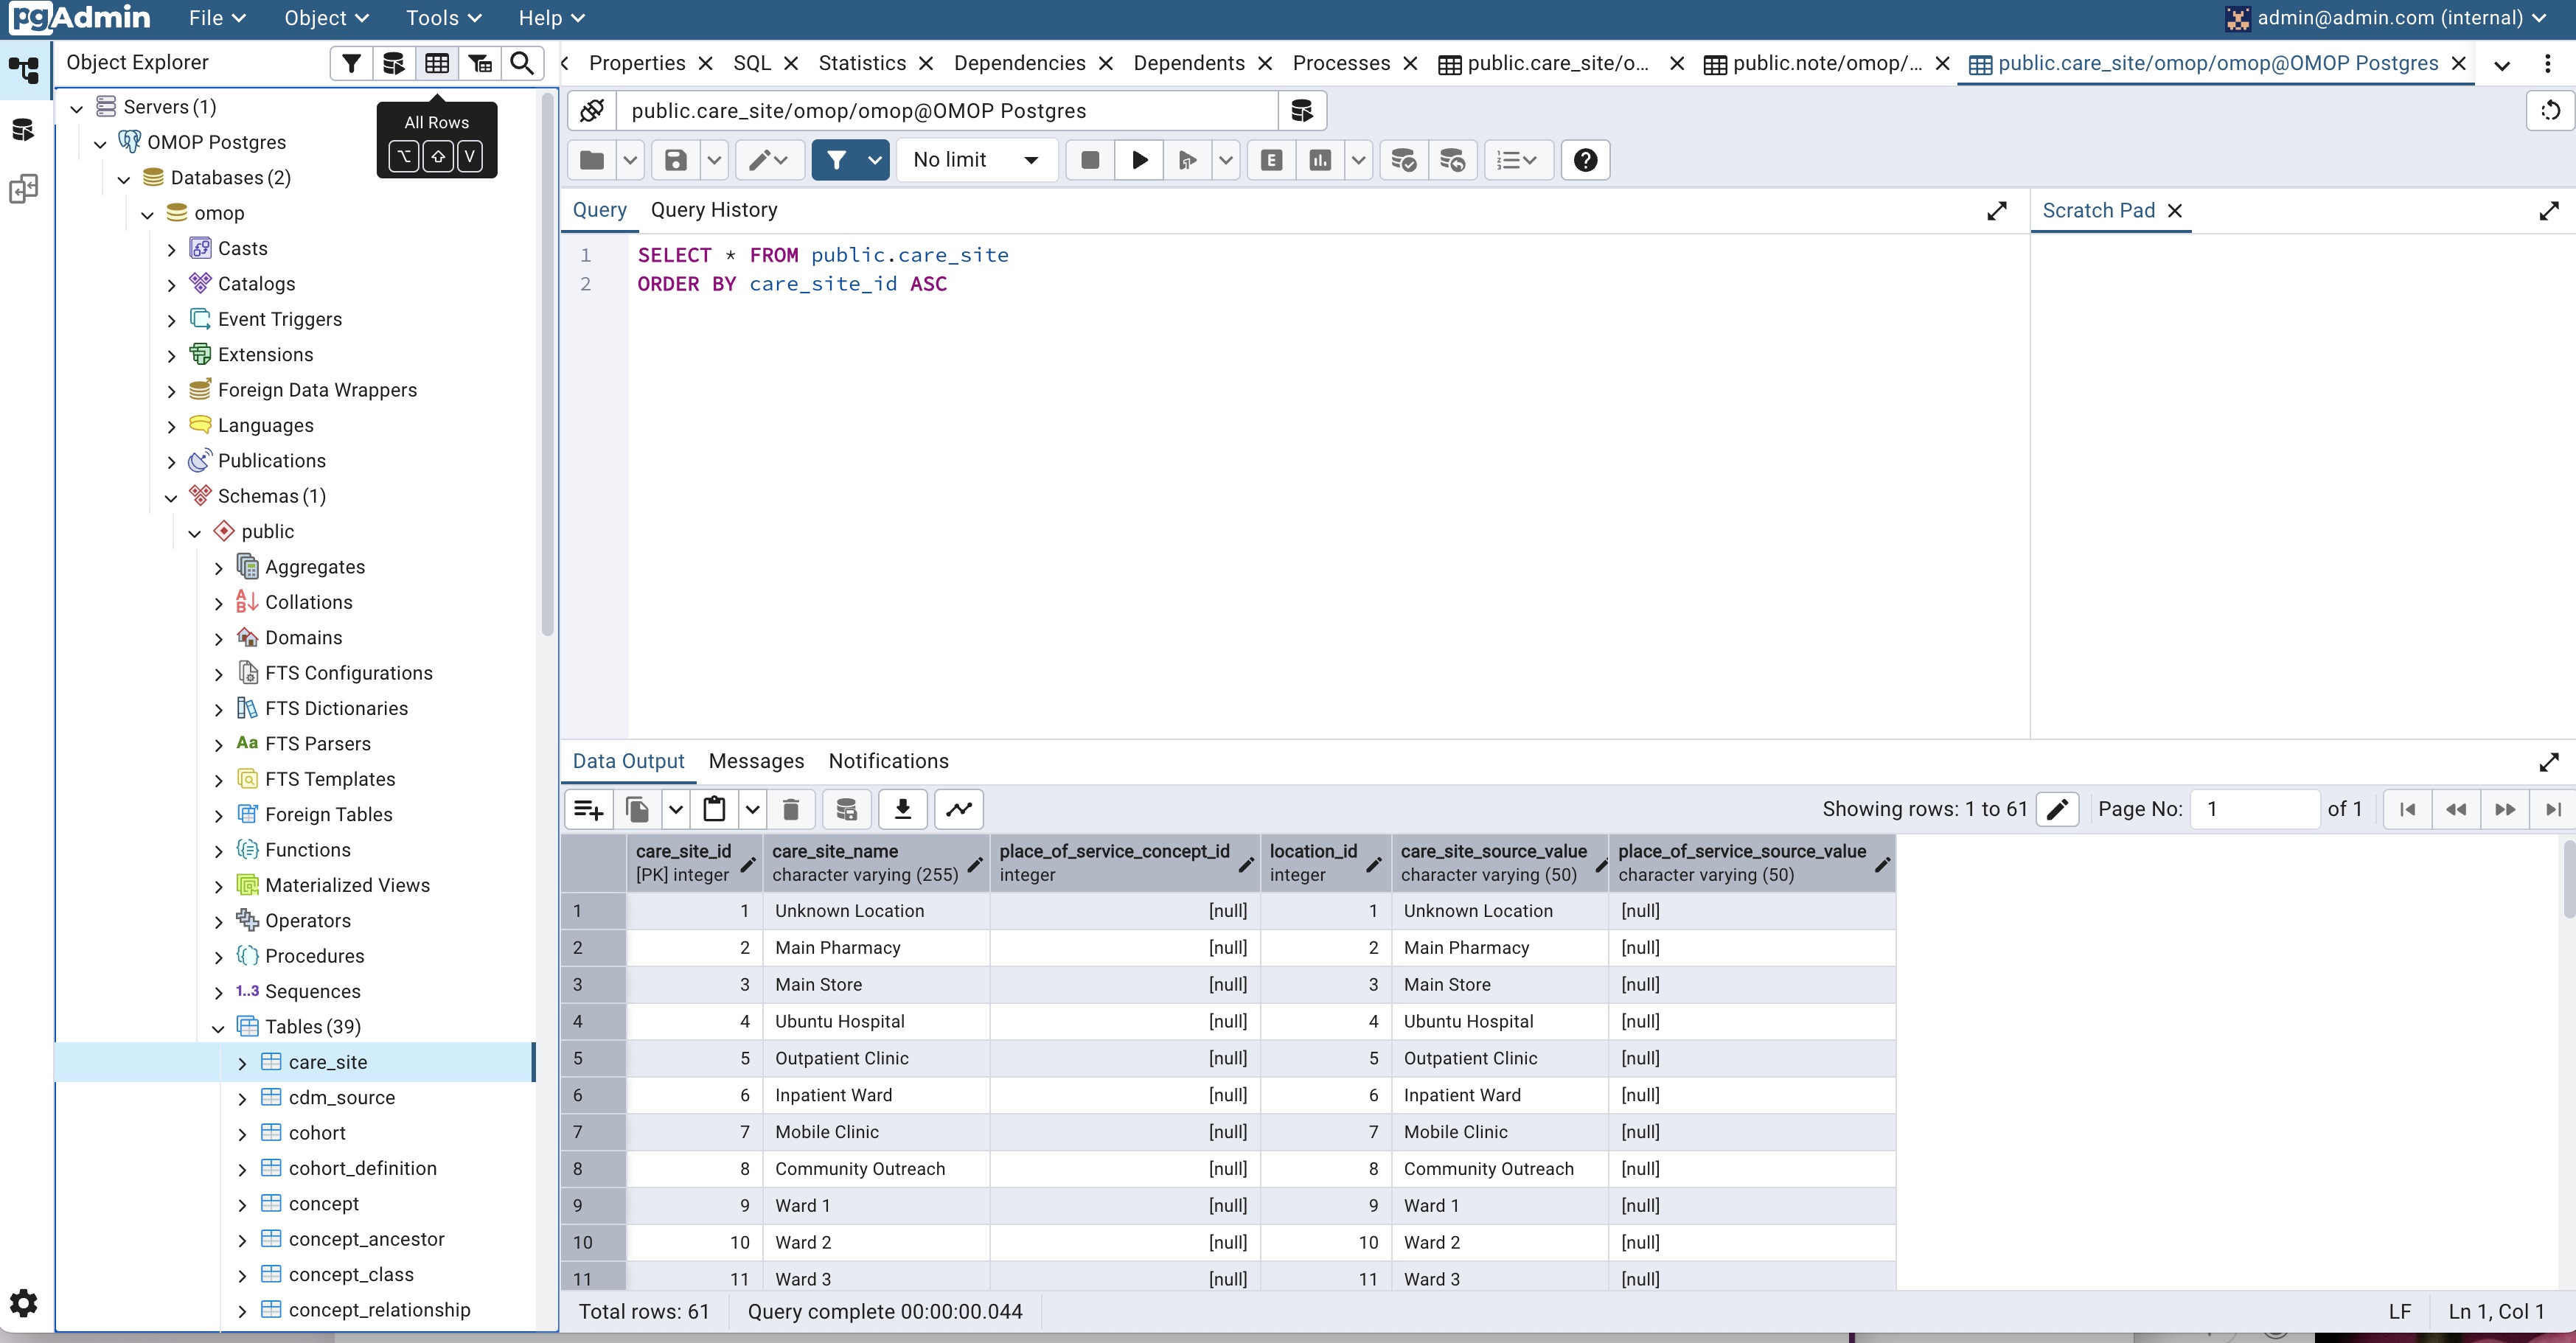 pgAdmin File Object Tools Help admin@admin.com (internal)
Object Explorer
Properties SQL Statistics Dependencies Dependents Processes public.care_site/o... public.note/omop/... public.care_site/omop/omop@OMOP Postgres
All Rows
⌥ ⇧ V
Servers (1)
OMOP Postgres
Databases (2)
omop
Casts
Catalogs
Event Triggers
Extensions
Foreign Data Wrappers
Languages
Publications
Schemas (1)
public
Aggregates
Collations
Domains
FTS Configurations
FTS Dictionaries
Aa FTS Parsers
FTS Templates
Foreign Tables
Functions
Materialized Views
Operators
Procedures
1..3 Sequences
Tables (39)
care_site
cdm_source
cohort
cohort_definition
concept
concept_ancestor
concept_class
concept_relationship
public.care_site/omop/omop@OMOP Postgres
No limit E
Query Query History
Scratch Pad
1 SELECT * FROM public.care_site
2 ORDER BY care_site_id ASC
Data Output Messages Notifications
Showing rows: 1 to 61 Page No: 1 of 1
care_site_id care_site_name place_of_service_concept_id location_id care_site_source_value place_of_service_source_value
[PK] integer character varying (255) integer integer character varying (50) character varying (50)
1 1 Unknown Location [null] 1 Unknown Location [null]
2 2 Main Pharmacy [null] 2 Main Pharmacy [null]
3 3 Main Store [null] 3 Main Store [null]
4 4 Ubuntu Hospital [null] 4 Ubuntu Hospital [null]
5 5 Outpatient Clinic [null] 5 Outpatient Clinic [null]
6 6 Inpatient Ward [null] 6 Inpatient Ward [null]
7 7 Mobile Clinic [null] 7 Mobile Clinic [null]
8 8 Community Outreach [null] 8 Community Outreach [null]
9 9 Ward 1 [null] 9 Ward 1 [null]
10 10 Ward 2 [null] 10 Ward 2 [null]
11 11 Ward 3 [null] 11 Ward 3 [null]
Total rows: 61 Query complete 00:00:00.044 LF Ln 1, Col 1